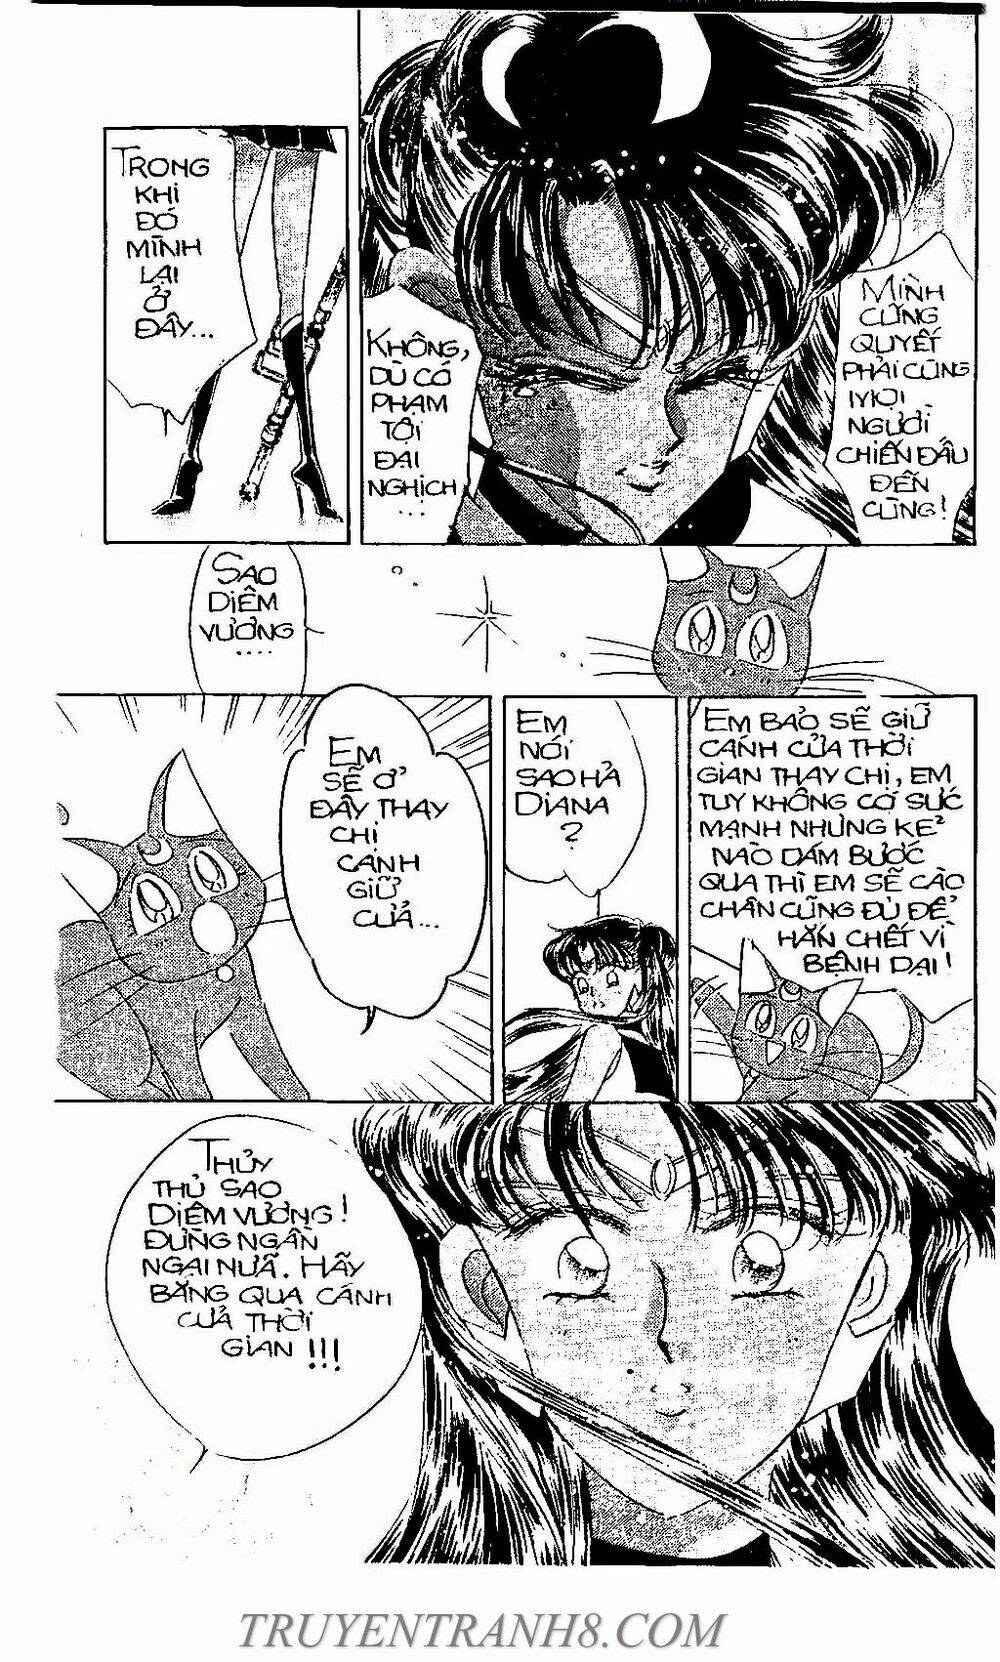 TRONG
KHI
ĐÓ
MÌNH
LẠI
Ở
ĐÂY...
KHÔNG,
DÙ CÓ
PHẠM
TỘI
ĐẠI
NGHỊCH
...
MÌNH
CŨNG
QUYẾT
PHẢI CÙNG
MỌI
NGƯỜI
CHIẾN ĐẤU
ĐẾN
CÙNG!
SAO
DIÊM
VƯƠNG
....
EM
SẼ Ở
ĐÂY THAY
CHỊ
CANH
GIỮ
CỬA...
EM
NÓI
SAO HẢ
DIANA
?
EM BẢO SẼ GIỮ
CÁNH CỬA THỜI
GIAN THAY CHỊ, EM
TUY KHÔNG CÓ SỨC
MẠNH NHƯNG KẺ
NÀO DÁM BƯỚC
QUA THÌ EM SẼ CÀO
CHÂN CŨNG ĐỦ ĐỂ
HẮN CHẾT VÌ
BỆNH DẠI!
THỦY
THỦ SAO
DIÊM VƯƠNG!
ĐỪNG NGẦN
NGẠI NỮA. HÃY
BĂNG QUA CÁNH
CỬA THỜI
GIAN !!!
TRUYENTRANH8.COM